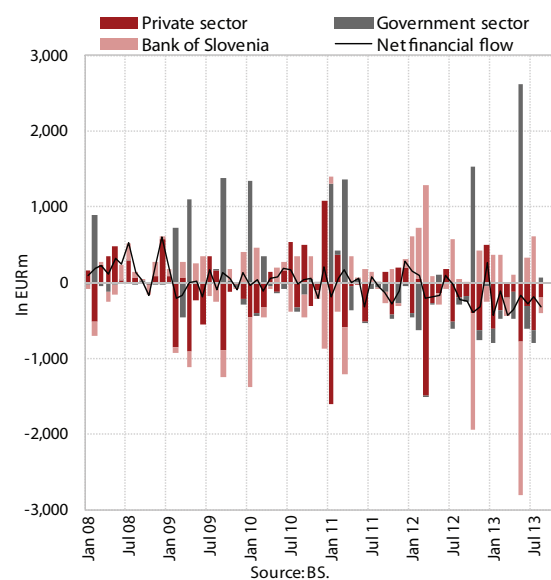 Private sector Government sector
Bank of Slovenia Net financial flow
3,000
2,000
1,000
0
-1,000
-2,000
-3,000
In EUR m
Jan 08
Jul 08
Jan 09
Jul 09
Jan 10
Jul 10
Jan 11
Jul 11
Jan 12
Jul 12
Jan 13
Jul 13
Source: BS.